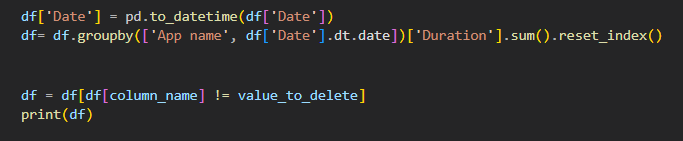 df['Date'] = pd.to_datetime(df['Date'])
df= df.groupby(['App name', df['Date'].dt.date])['Duration'].sum().reset_index()
df = df[df[column_name] != value_to_delete]
print(df)